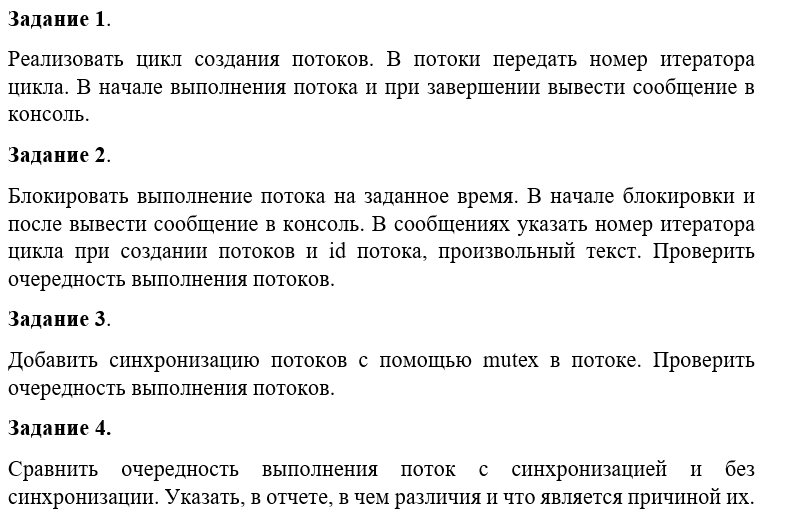 Задание 1.
Реализовать цикл создания потоков. В потоки передать номер итератора
цикла. В начале выполнения потока и при завершении вывести сообщение в
консоль.
Задание 2.
Блокировать выполнение потока на заданное время. В начале блокировки и
после вывести сообщение в консоль. В сообщениях указать номер итератора
цикла при создании потоков и id потока, произвольный текст. Проверить
очередность выполнения потоков.
Задание 3.
Добавить синхронизацию потоков с помощью mutex в потоке. Проверить
очередность выполнения потоков.
Задание 4.
Сравнить очередность выполнения поток с синхронизацией и без
синхронизации. Указать, в отчете, в чем различия и что является причиной их.